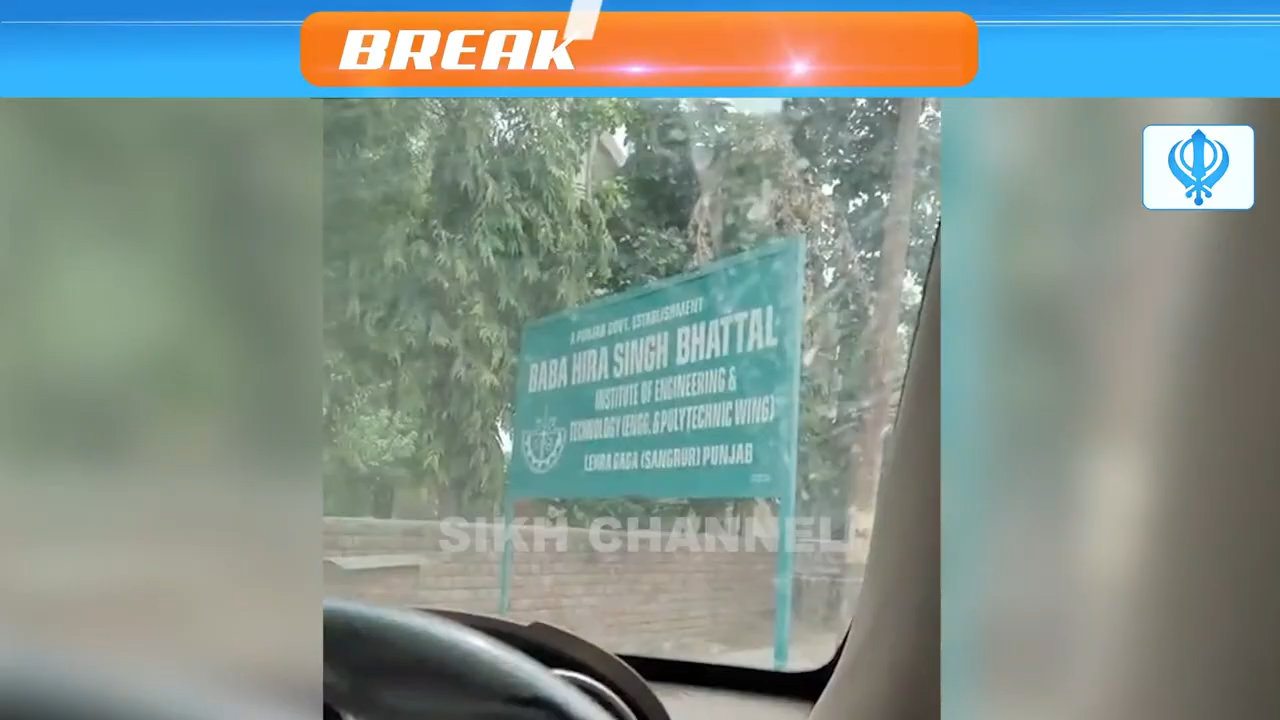 BREAK
A PUNJAB GOVT. ESTABLISHMENT
BABA HIRA SINGH BHATTAL
INSTITUTE OF ENGINEERING &
TECHNOLOGY (ENGG. & POLYTECHNIC WING)
LEHRA GAGA (SANGRUR) PUNJAB
SIKH CHANNEL